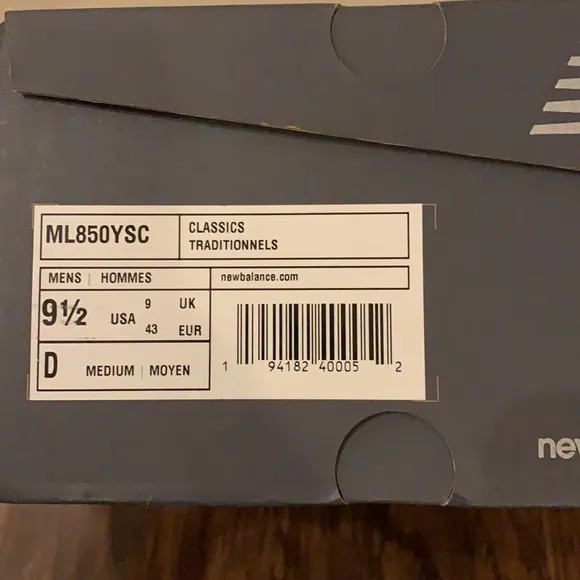 ML850YSC
CLASSICS
TRADITIONNELS
MENS | HOMMES
newbalance.com
9½ USA 9 UK
43 EUR
D MEDIUM | MOYEN
1 94182 40005 2
new